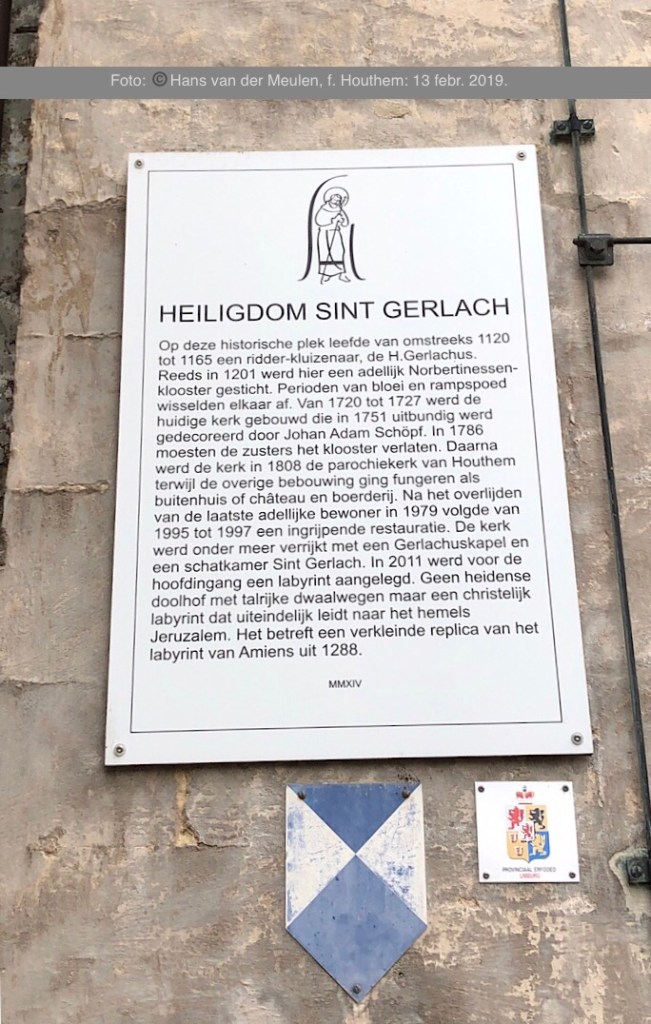 Foto: © Hans van der Meulen, f. Houthem: 13 febr. 2019.
HEILIGDOM SINT GERLACH
Op deze historische plek leefde van omstreeks 1120
tot 1165 een ridder-kluizenaar, de H.Gerlachus.
Reeds in 1201 werd hier een adellijk Norbertinessen-
klooster gesticht. Perioden van bloei en rampspoed
wisselden elkaar af. Van 1720 tot 1727 werd de
huidige kerk gebouwd die in 1751 uitbundig werd
gedecoreerd door Johan Adam Schöpf. In 1786
moesten de zusters het klooster verlaten. Daarna
werd de kerk in 1808 de parochiekerk van Houthem
terwijl de overige bebouwing ging fungeren als
buitenhuis of château en boerderij. Na het overlijden
van de laatste adellijke bewoner in 1979 volgde van
1995 tot 1997 een ingrijpende restauratie. De kerk
werd onder meer verrijkt met een Gerlachuskapel en
een schatkamer Sint Gerlach. In 2011 werd voor de
hoofdingang een labyrint aangelegd. Geen heidense
doolhof met talrijke dwaalwegen maar een christelijk
labyrint dat uiteindelijk leidt naar het hemels
Jeruzalem. Het betreft een verkleinde replica van het
labyrint van Amiens uit 1288.
MMXIV
PROVINCIAAL ERFGOED
LIMBURG